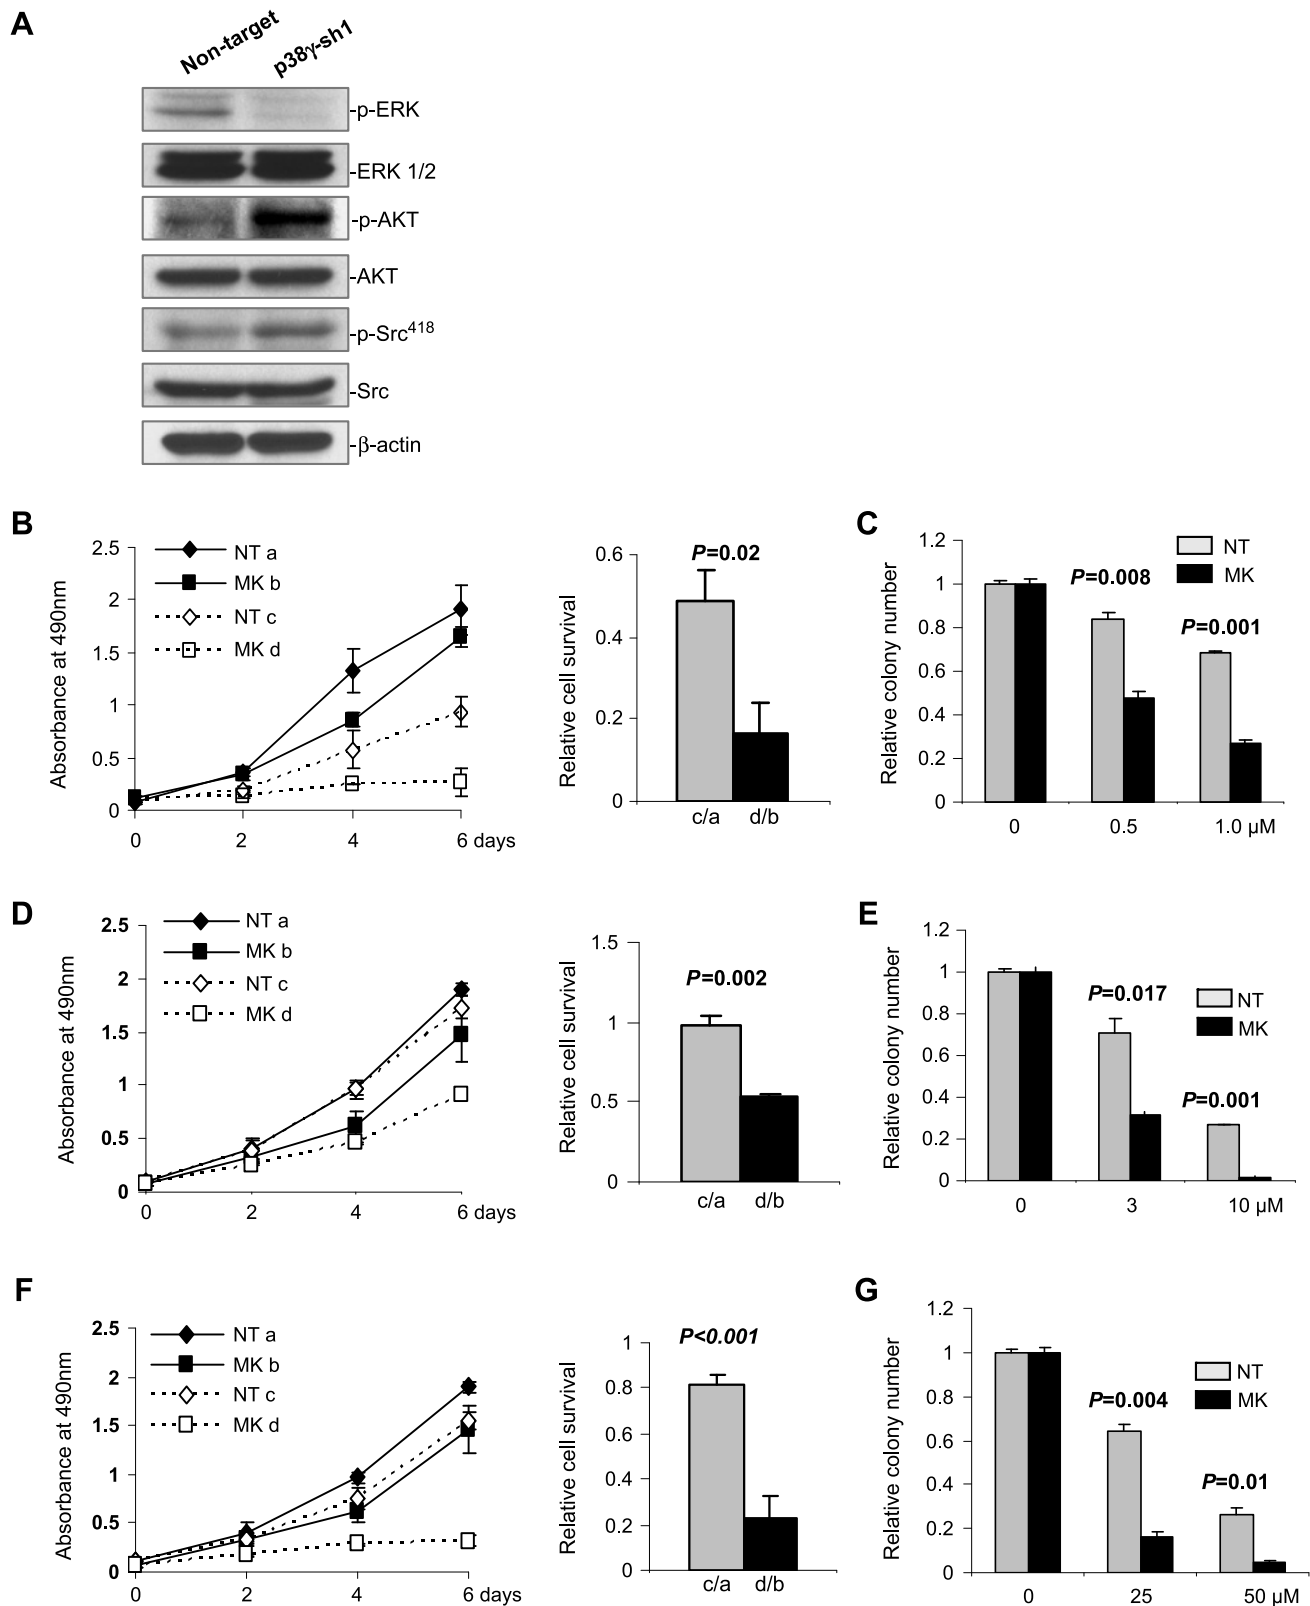 A
Non-target
p38γ-sh1
-p-ERK
-ERK 1/2
-p-AKT
-AKT
-p-Src418
-Src
-β-actin
B
Absorbance at 490nm
2.5
2
1.5
1
0.5
0
NT a
MK b
NT c
MK d
0 2 4 6 days
Relative cell survival
0.6
0.4
0.2
0
P=0.02
c/a d/b
C
Relative colony number
1.2
1
0.8
0.6
0.4
0.2
0
NT
MK
P=0.008
P=0.001
0 0.5 1.0 µM
D
Absorbance at 490nm
2.5
2
1.5
1
0.5
0
NT a
MK b
NT c
MK d
0 2 4 6 days
Relative cell survival
1.5
1
0.5
0
P=0.002
c/a d/b
E
Relative colony number
1.2
1
0.8
0.6
0.4
0.2
0
P=0.017
NT
MK
P=0.001
0 3 10 µM
F
Absorbance at 490nm
2.5
2
1.5
1
0.5
0
NT a
MK b
NT c
MK d
0 2 4 6 days
Relative cell survival
1
0.8
0.6
0.4
0.2
0
P<0.001
c/a d/b
G
Relative colony number
1.2
1
0.8
0.6
0.4
0.2
0
NT
MK
P=0.004
P=0.01
0 25 50 µM